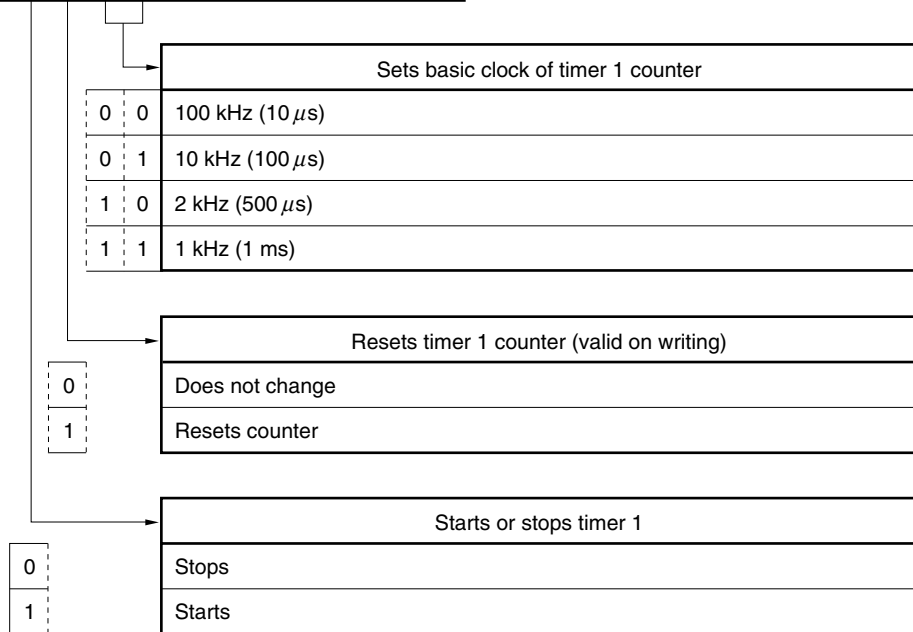 Sets basic clock of timer 1 counter
0 0 100 kHz (10 μs)
0 1 10 kHz (100 μs)
1 0 2 kHz (500 μs)
1 1 1 kHz (1 ms)
Resets timer 1 counter (valid on writing)
0 Does not change
1 Resets counter
Starts or stops timer 1
0 Stops
1 Starts